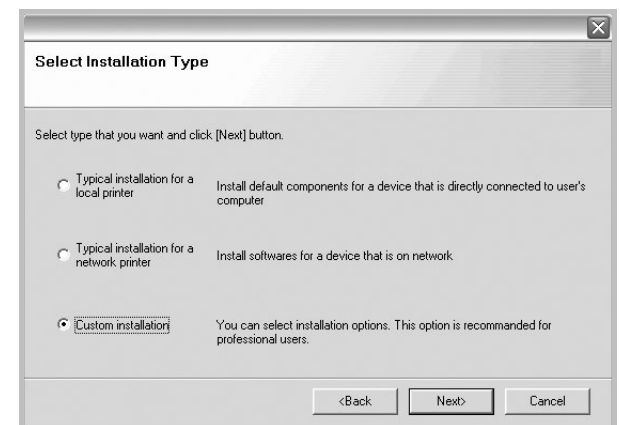 Select Installation Type
Select type that you want and click [Next] button.
Typical installation for a
local printer
Install default components for a device that is directly connected to user's
computer
Typical installation for a
network printer
Install softwares for a device that is on network
Custom installation
You can select installation options. This option is recommanded for
professional users.
<Back
Next>
Cancel